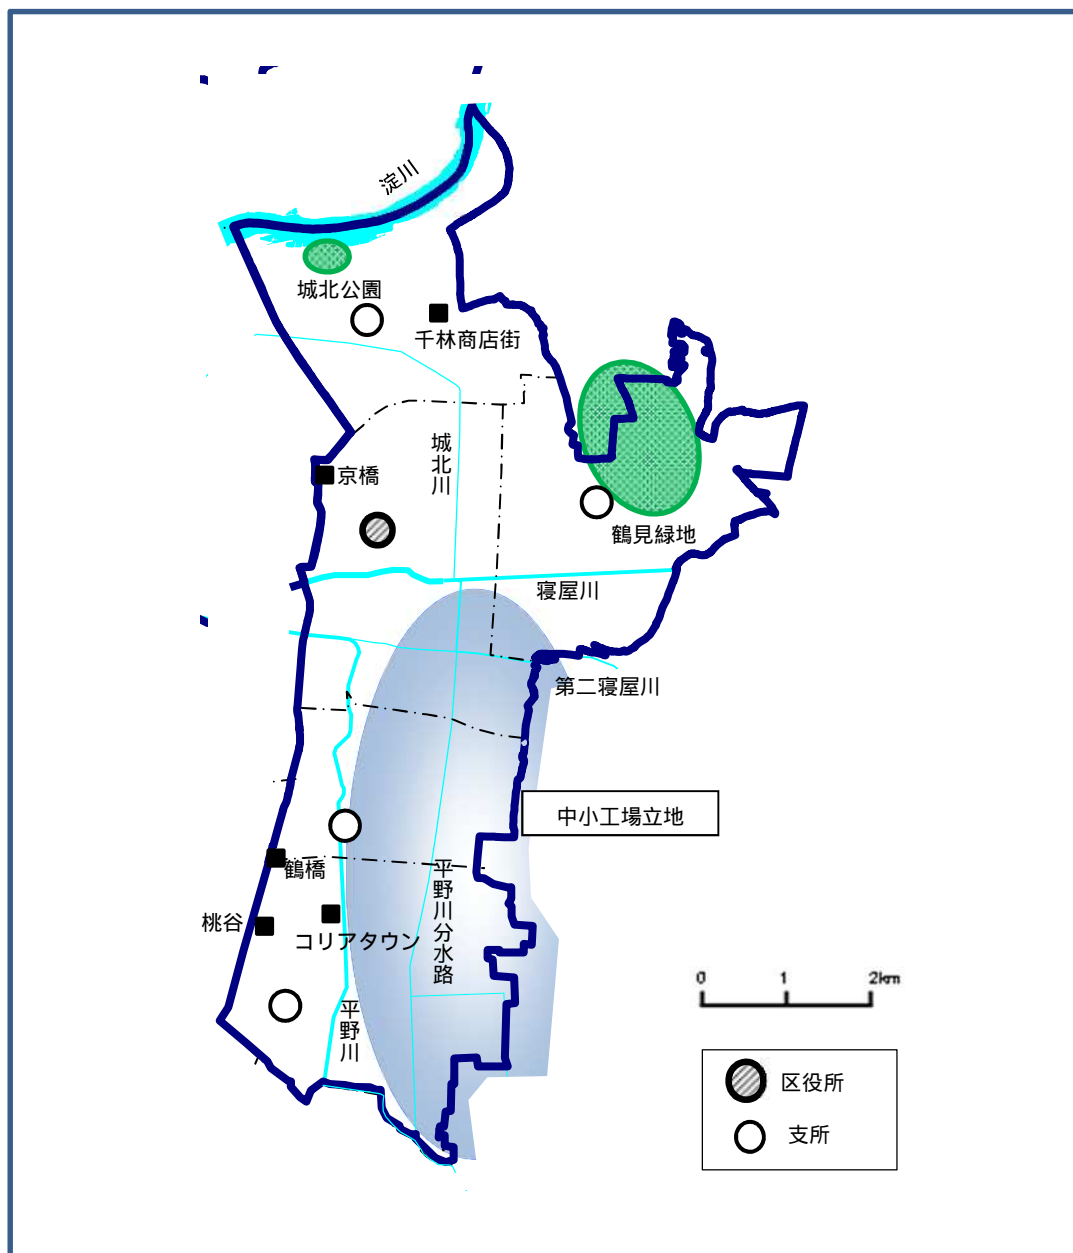 淀川
城北公園
千林商店街
城北川
京橋
鶴見緑地
寝屋川
第二寝屋川
中小工場立地
鶴橋
平野川分水路
桃谷
コリアタウン
平野川
0 1 2km
区役所
支所